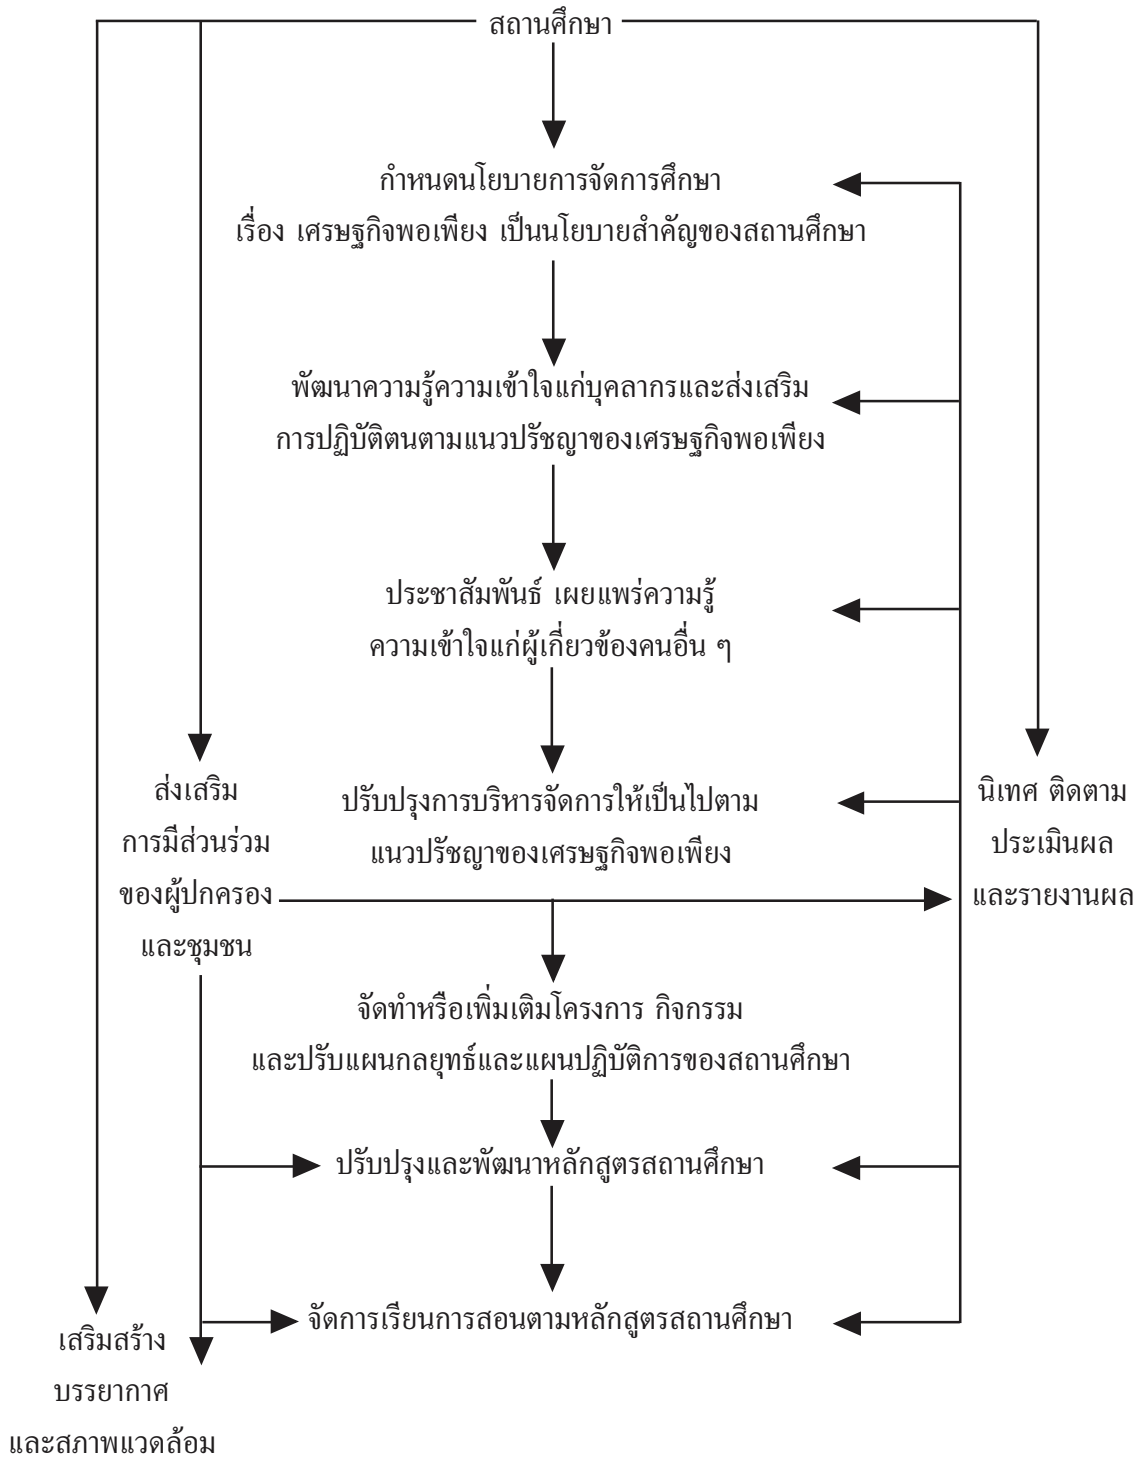 สถานศึกษา
กำหนดนโยบายการจัดการศึกษา
เรื่อง เศรษฐกิจพอเพียง เป็นนโยบายสำคัญของสถานศึกษา
พัฒนาความรู้ความเข้าใจแก่บุคลากรและส่งเสริม
การปฏิบัติตนตามแนวปรัชญาของเศรษฐกิจพอเพียง
ประชาสัมพันธ์ เผยแพร่ความรู้
ความเข้าใจแก่ผู้เกี่ยวข้องคนอื่น ๆ
ส่งเสริม
การมีส่วนร่วม
ของผู้ปกครอง
และชุมชน
ปรับปรุงการบริหารจัดการให้เป็นไปตาม
แนวปรัชญาของเศรษฐกิจพอเพียง
นิเทศ ติดตาม
ประเมินผล
และรายงานผล
จัดทำหรือเพิ่มเติมโครงการ กิจกรรม
และปรับแผนกลยุทธ์และแผนปฏิบัติการของสถานศึกษา
ปรับปรุงและพัฒนาหลักสูตรสถานศึกษา
จัดการเรียนการสอนตามหลักสูตรสถานศึกษา
เสริมสร้าง
บรรยากาศ
และสภาพแวดล้อม